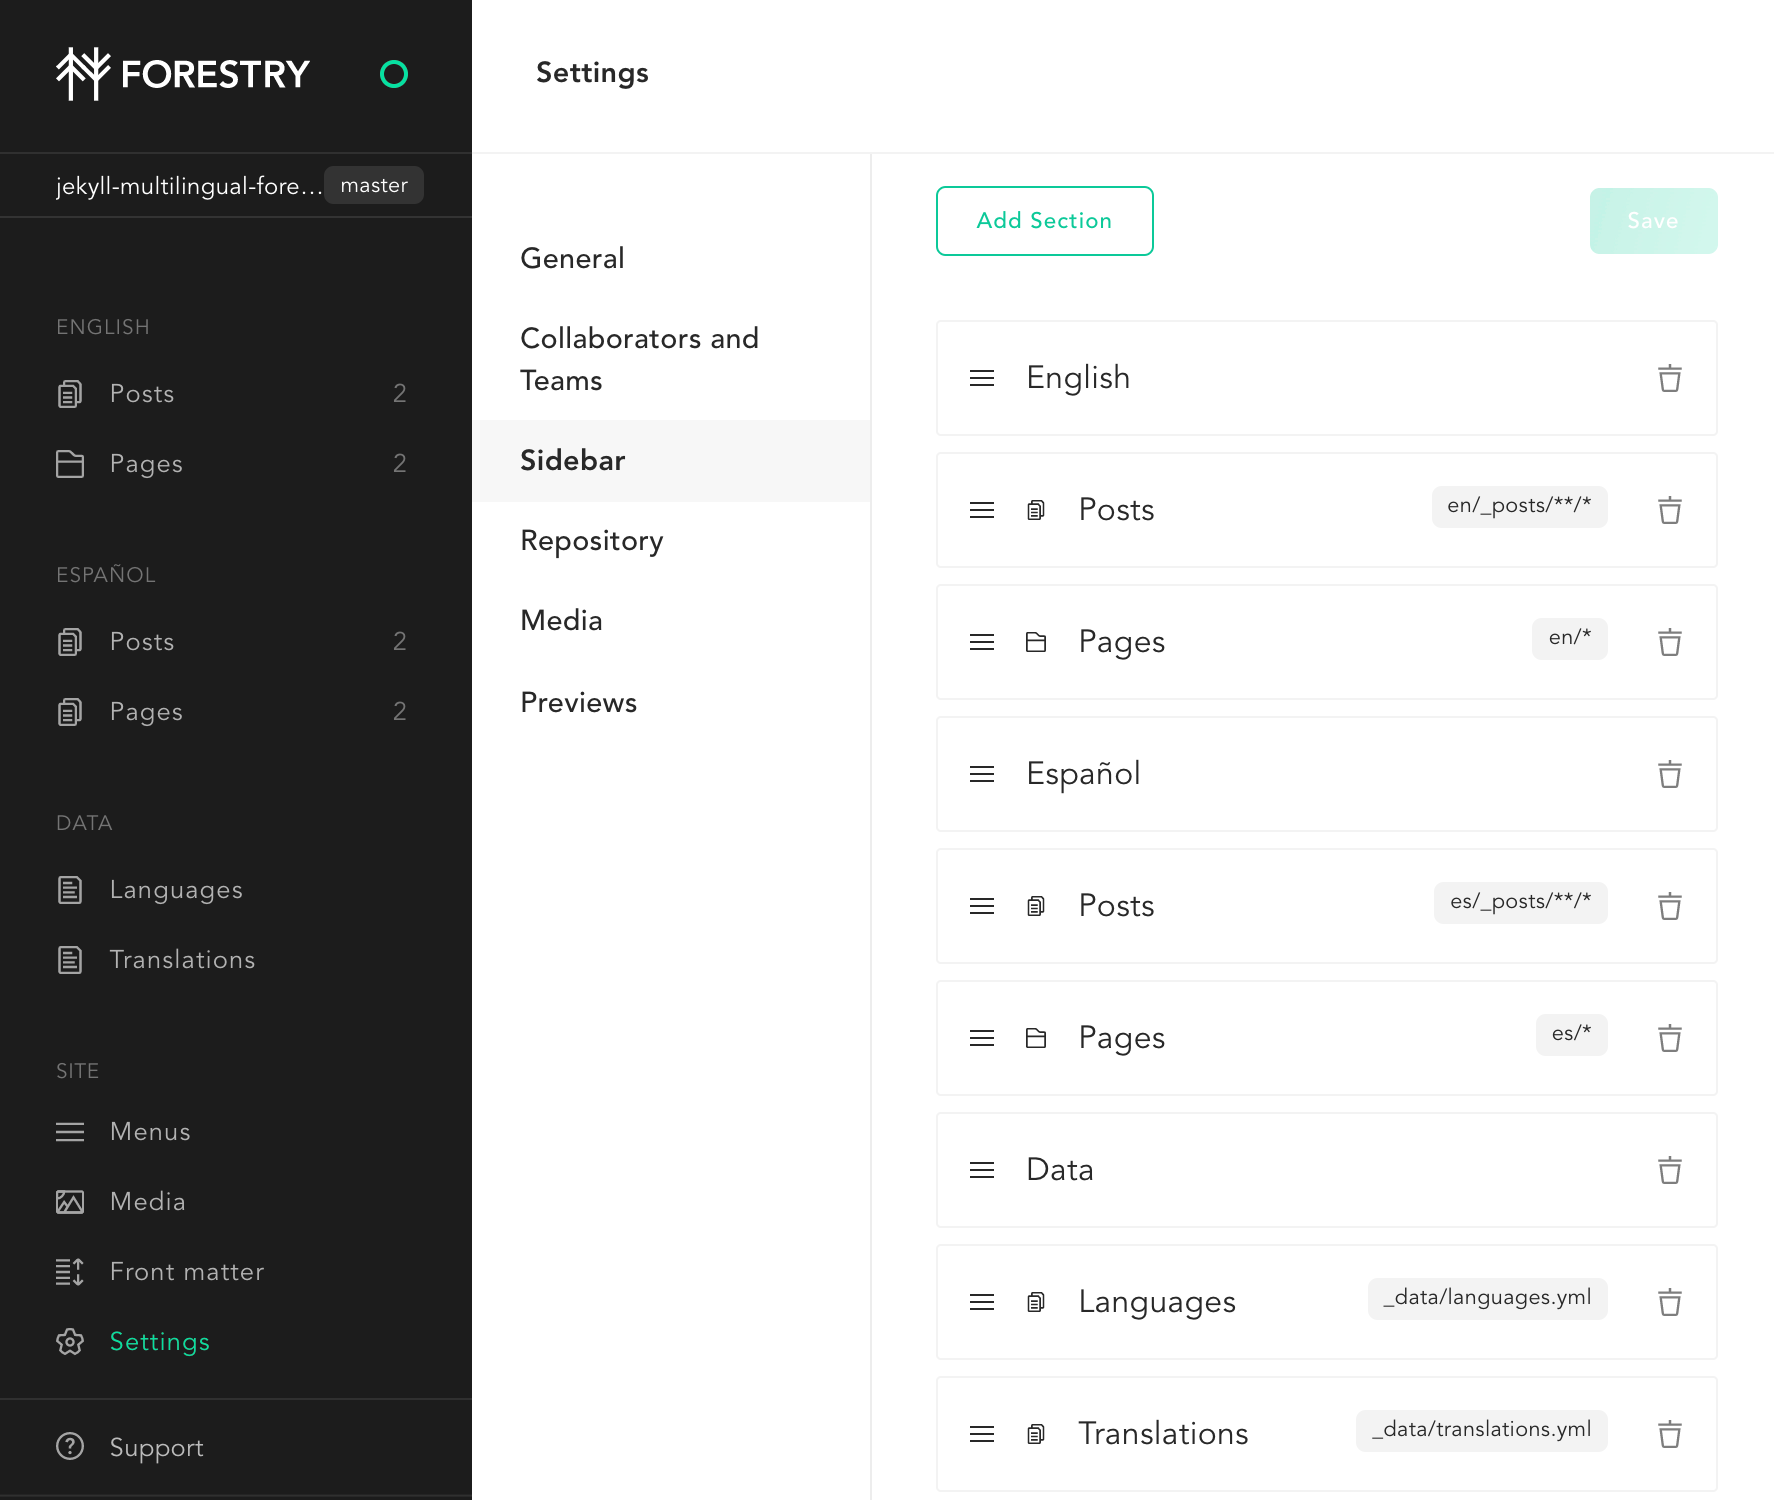 FORESTRY
jekyll-multilingual-fore... master
ENGLISH
Posts 2
Pages 2
ESPAÑOL
Posts 2
Pages 2
DATA
Languages
Translations
SITE
Menus
Media
Front matter
Settings
Support
Settings
General
Collaborators and
Teams
Sidebar
Repository
Media
Previews
Add Section
Save
English
Posts en/_posts/**/*
Pages en/*
Español
Posts es/_posts/**/*
Pages es/*
Data
Languages _data/languages.yml
Translations _data/translations.yml